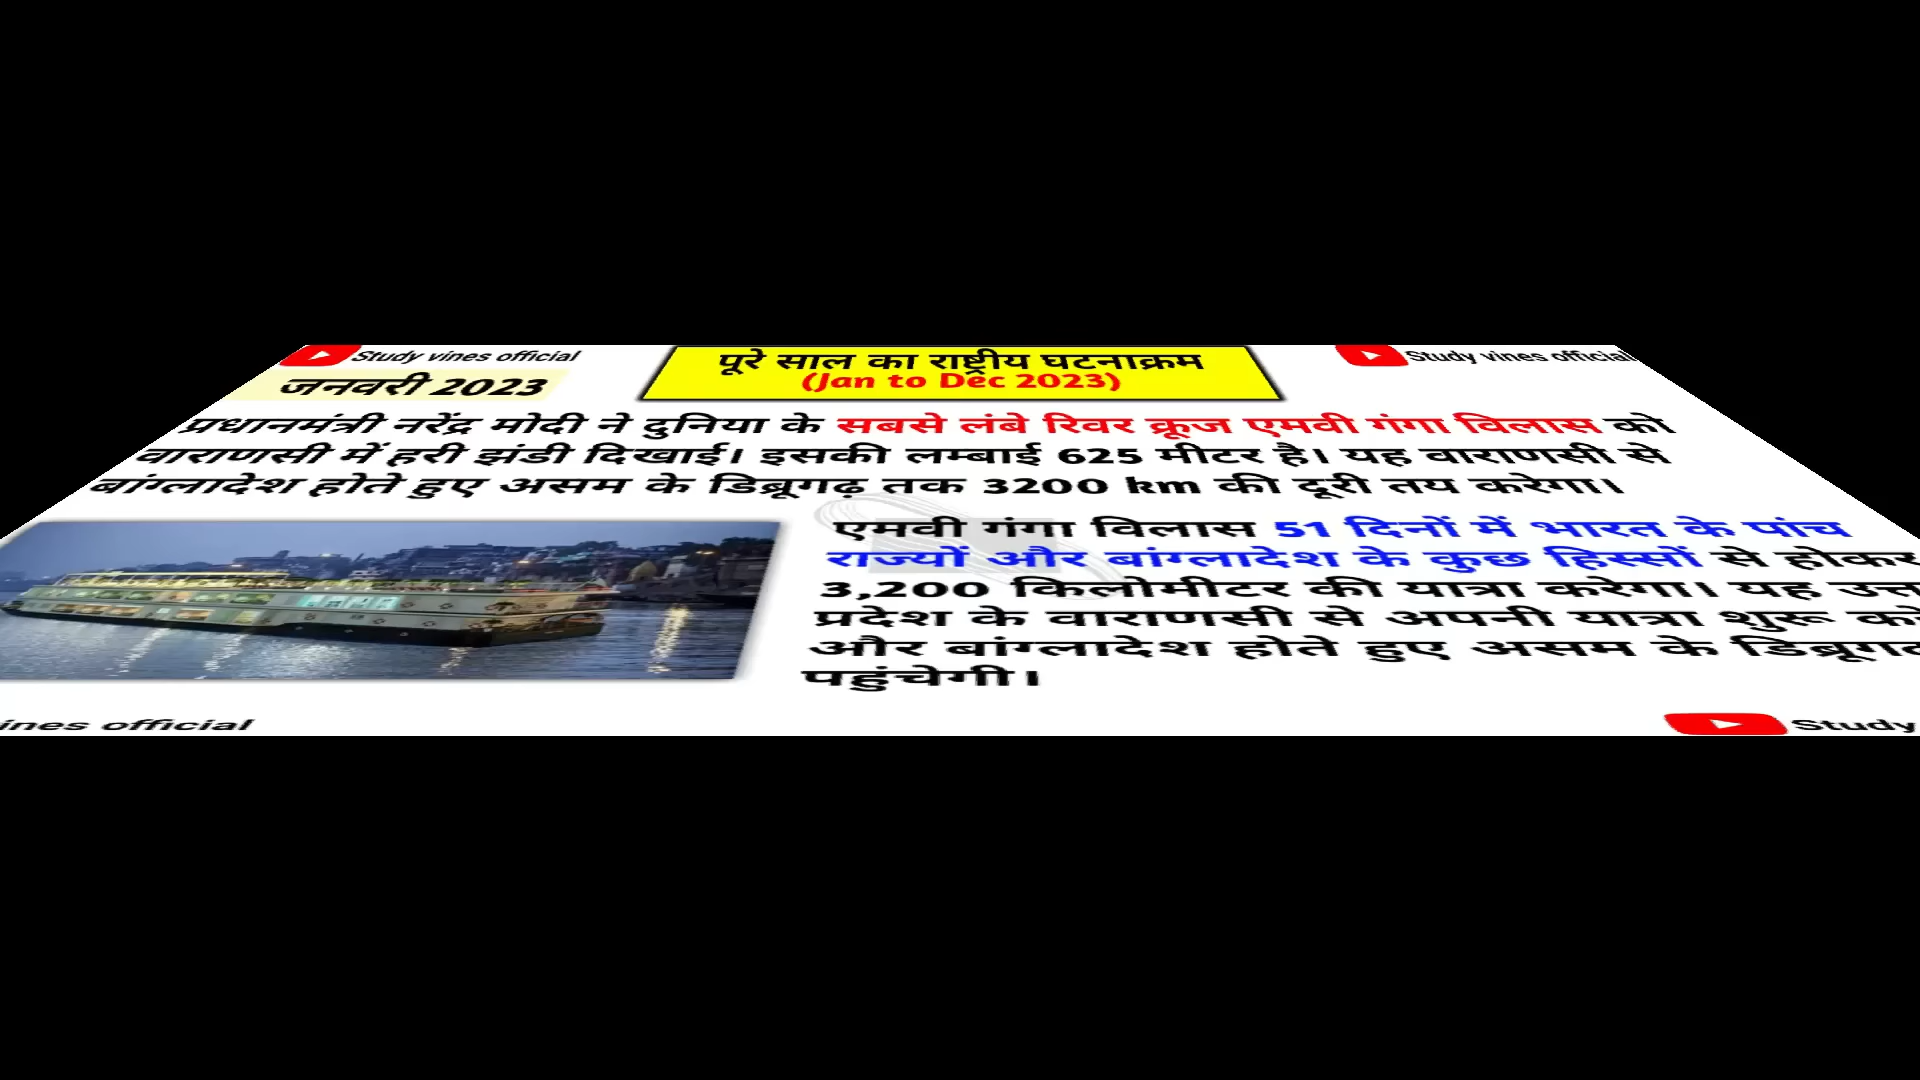 Study vines official
पूरे साल का राष्ट्रीय घटनाक्रम
Study vines official
(Jan to Dec 2023)
जनवरी 2023
प्रधानमंत्री नरेंद्र मोदी ने दुनिया के सबसे लंबे रिवर क्रूज एमवी गंगा विलास को
वाराणसी में हरी झंडी दिखाई। इसकी लम्बाई 625 मीटर है। यह वाराणसी से
बांग्लादेश होते हुए असम के डिब्रूगढ़ तक 3200 km की दूरी तय करेगा।
एमवी गंगा विलास 51 दिनों में भारत के पांच
राज्यों और बांग्लादेश के कुछ हिस्सों से होकर
3,200 किलोमीटर की यात्रा करेगा। यह
प्रदेश के वाराणसी से अपनी यात्रा शुरू
और बांग्लादेश होते हुए असम के
पहुंचेगी।
official
Study